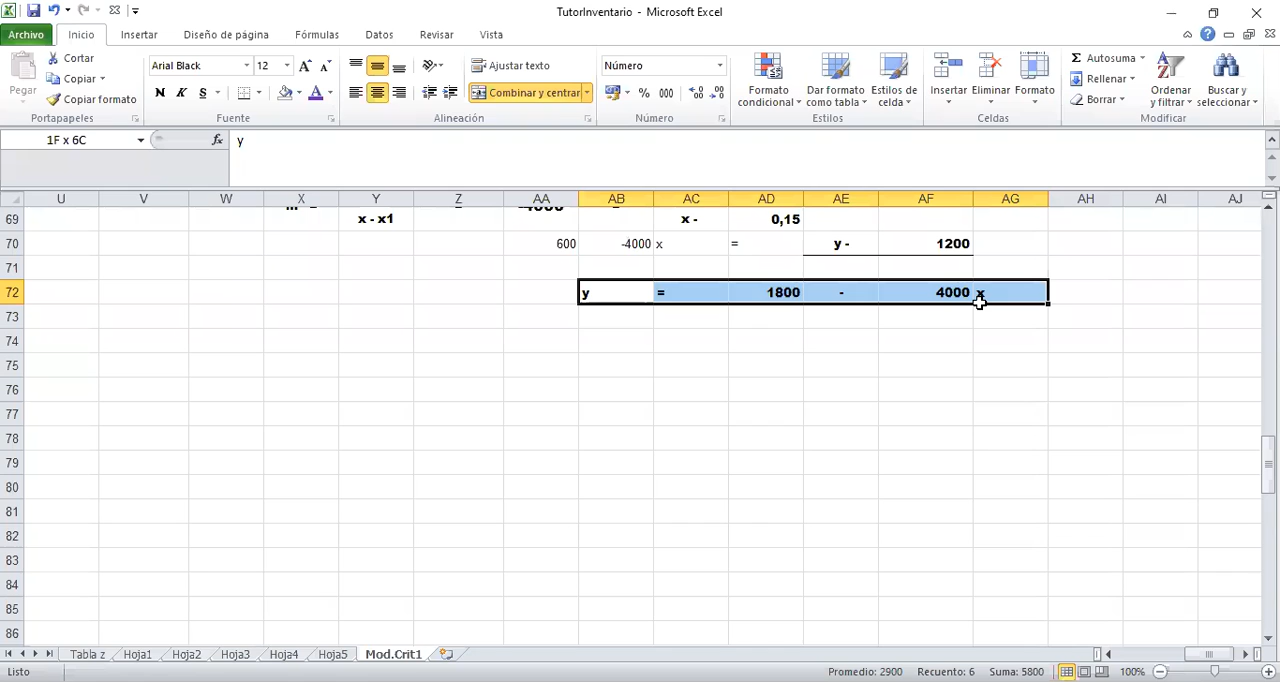 TutorInventario - Microsoft Excel
Archivo Inicio Insertar Diseño de página Fórmulas Datos Revisar Vista
Pegar
Cortar
Copiar
Copiar formato
Portapapeles
Arial Black 12 A A
N K S A
Fuente
Ajustar texto
Combinar y centrar
Alineación
Número
% 000
Número
Formato condicional
Dar formato como tabla
Estilos de celda
Estilos
Insertar Eliminar Formato
Celdas
Σ Autosuma
Rellenar
Borrar
Ordenar y filtrar
Buscar y seleccionar
Modificar
1F x 6C fx y
U V W X Y Z AA AB AC AD AE AF AG AH AI AJ
69 x - x1 x - 0,15
70 600 -4000 x = y - 1200
71
72 y = 1800 - 4000 x
73
74
75
76
77
78
79
80
81
82
83
84
85
86
Tabla z Hoja1 Hoja2 Hoja3 Hoja4 Hoja5 Mod.Crit1
Listo Promedio: 2900 Recuento: 6 Suma: 5800 100%